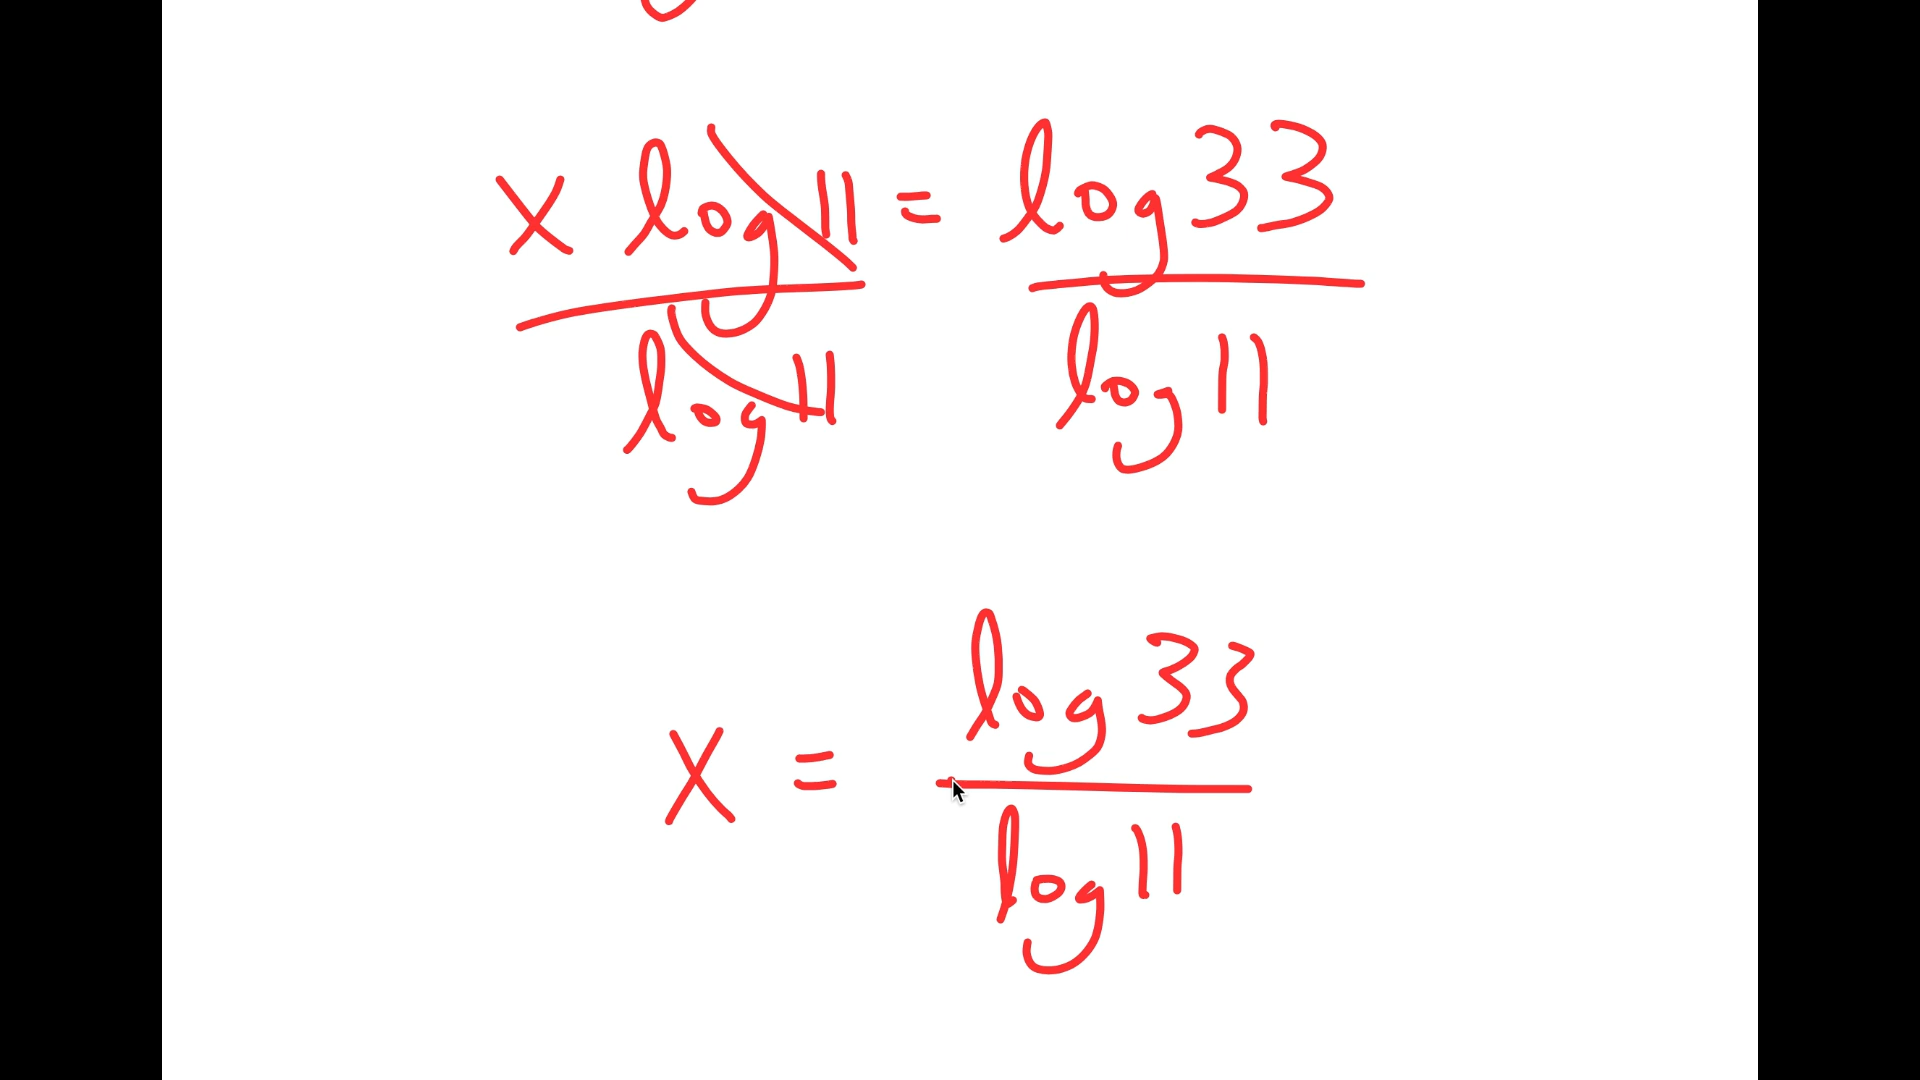 x log 11 = log 33
log 11 log 11
x = log 33
log 11